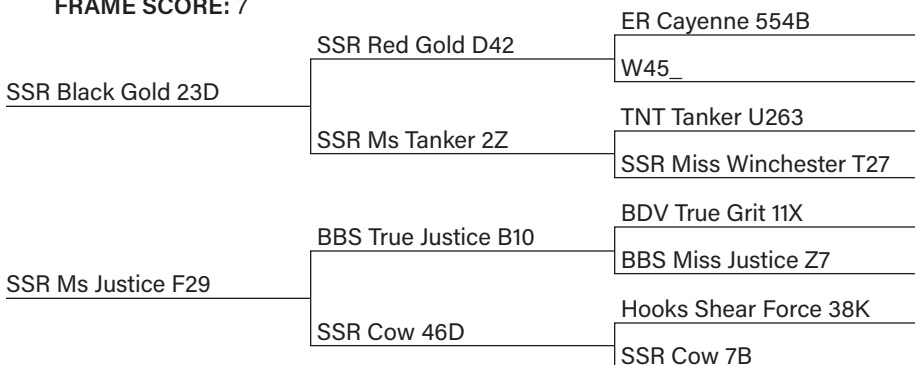 FRAME SCORE: 7
ER Cayenne 554B
SSR Red Gold D42
W45_
SSR Black Gold 23D
TNT Tanker U263
SSR Ms Tanker 2Z
SSR Miss Winchester T27
BDV True Grit 11X
BBS True Justice B10
BBS Miss Justice Z7
SSR Ms Justice F29
Hooks Shear Force 38K
SSR Cow 46D
SSR Cow 7B